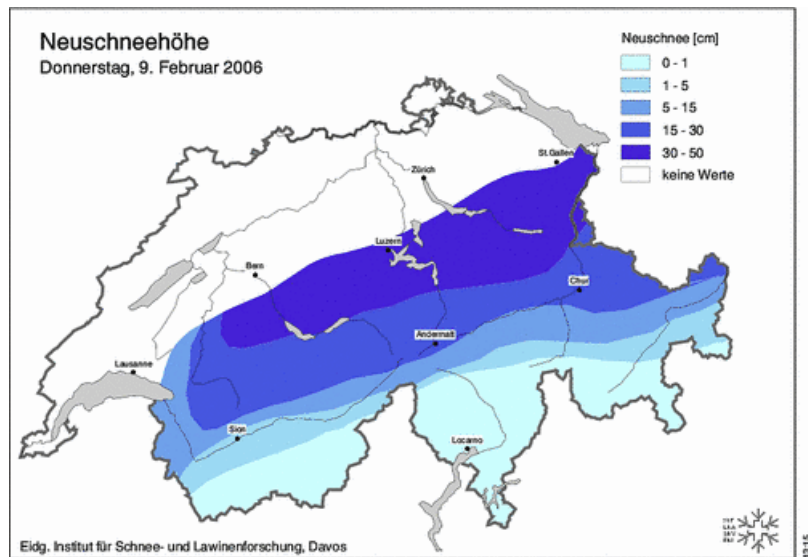 Neuschneehöhe
Donnerstag, 9. Februar 2006
Neuschnee [cm]
0 - 1
1 - 5
5 - 15
15 - 30
30 - 50
keine Werte
St.Gallen
Zürich
Luzern
Bern
Chur
Andermatt
Lausanne
Sion
Locarno
Eidg. Institut für Schnee- und Lawinenforschung, Davos